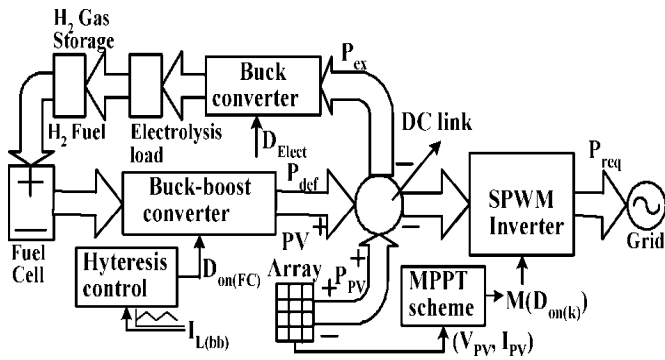 H2 Gas
Storage
Buck
converter
Pex
DC link
H2 Fuel
Electrolysis
load
DElect
Preq
+
–
Buck-boost
converter
Pdef
–
+
–
SPWM
Inverter
Fuel
Cell
PV
+
Grid
Hyteresis
control
Don(FC)
Array
+
PPV
–
MPPT
scheme
M(Don(k))
IL(bb)
(VPV, IPV)